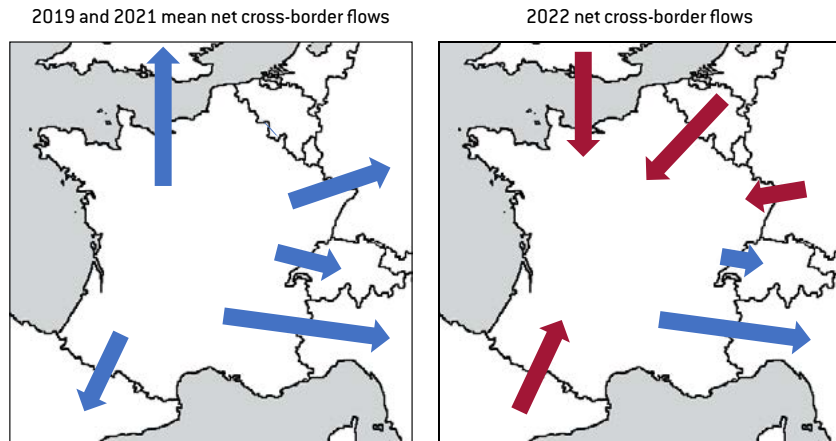 2019 and 2021 mean net cross-border flows
2022 net cross-border flows